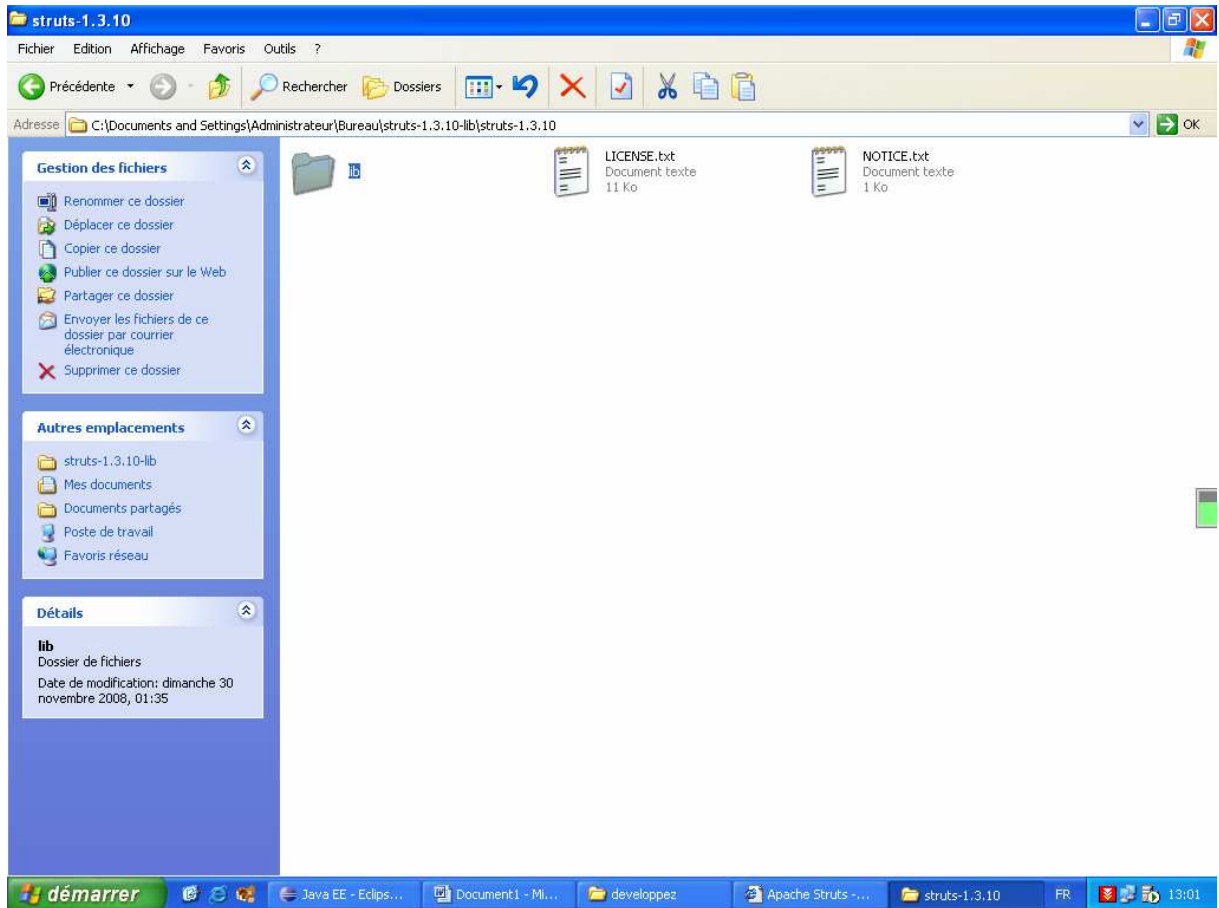 struts-1.3.10
Fichier Edition Affichage Favoris Outils ?
Précédente Rechercher Dossiers
Adresse C:\Documents and Settings\Administrateur\Bureau\struts-1.3.10-lib\struts-1.3.10 OK
Gestion des fichiers
Renommer ce dossier
Déplacer ce dossier
Copier ce dossier
Publier ce dossier sur le Web
Partager ce dossier
Envoyer les fichiers de ce
dossier par courrier
électronique
Supprimer ce dossier
Autres emplacements
struts-1.3.10-lib
Mes documents
Documents partagés
Poste de travail
Favoris réseau
Détails
lib
Dossier de fichiers
Date de modification: dimanche 30
novembre 2008, 01:35
lib
LICENSE.txt
Document texte
11 Ko
NOTICE.txt
Document texte
1 Ko
démarrer Java EE - Eclips... Document1 - Mi... developpez Apache Struts -... struts-1.3.10 FR 13:01